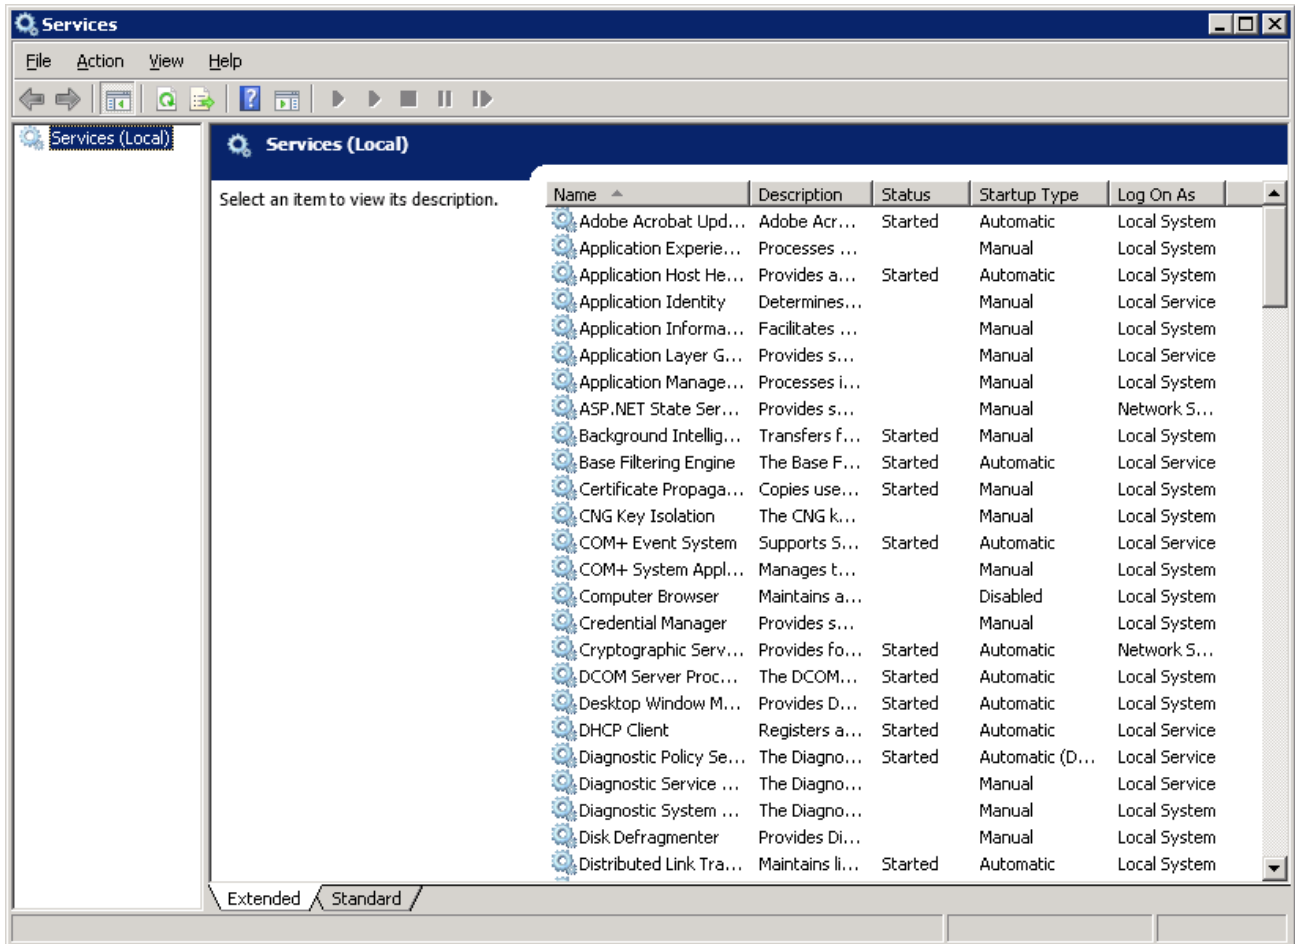 Services
File Action View Help
Services (Local)
Services (Local)
Select an item to view its description.
Name Description Status Startup Type Log On As
Adobe Acrobat Upd... Adobe Acr... Started Automatic Local System
Application Experie... Processes ... Manual Local System
Application Host He... Provides a... Started Automatic Local System
Application Identity Determines... Manual Local Service
Application Informa... Facilitates ... Manual Local System
Application Layer G... Provides s... Manual Local Service
Application Manage... Processes i... Manual Local System
ASP.NET State Ser... Provides s... Manual Network S...
Background Intellig... Transfers f... Started Manual Local System
Base Filtering Engine The Base F... Started Automatic Local Service
Certificate Propaga... Copies use... Started Manual Local System
CNG Key Isolation The CNG k... Manual Local System
COM+ Event System Supports S... Started Automatic Local Service
COM+ System Appl... Manages t... Manual Local System
Computer Browser Maintains a... Disabled Local System
Credential Manager Provides s... Manual Local System
Cryptographic Serv... Provides fo... Started Automatic Network S...
DCOM Server Proc... The DCOM... Started Automatic Local System
Desktop Window M... Provides D... Started Automatic Local System
DHCP Client Registers a... Started Automatic Local Service
Diagnostic Policy Se... The Diagno... Started Automatic (D... Local Service
Diagnostic Service ... The Diagno... Manual Local Service
Diagnostic System ... The Diagno... Manual Local System
Disk Defragmenter Provides Di... Manual Local System
Distributed Link Tra... Maintains li... Started Automatic Local System
Extended Standard